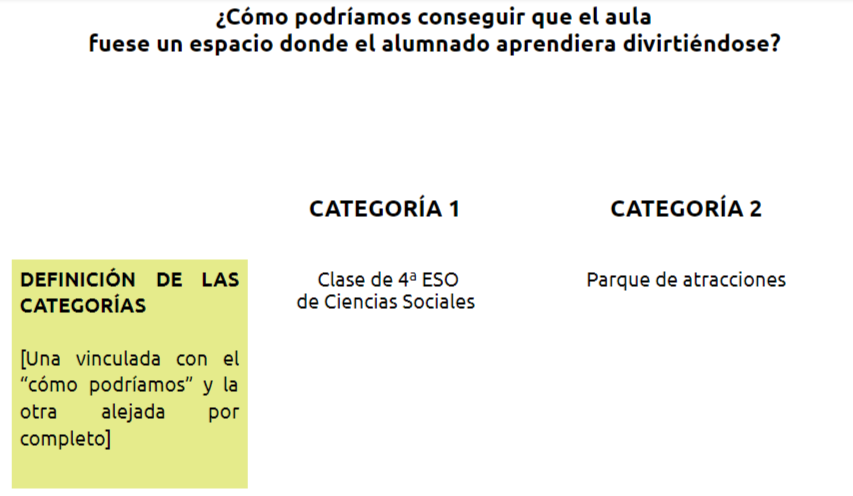 ¿Cómo podríamos conseguir que el aula
fuese un espacio donde el alumnado aprendiera divirtiéndose?
CATEGORÍA 1
CATEGORÍA 2
DEFINICIÓN DE LAS
CATEGORÍAS
[Una vinculada con el
“cómo podríamos” y la
otra alejada por
completo]
Clase de 4ª ESO
de Ciencias Sociales
Parque de atracciones